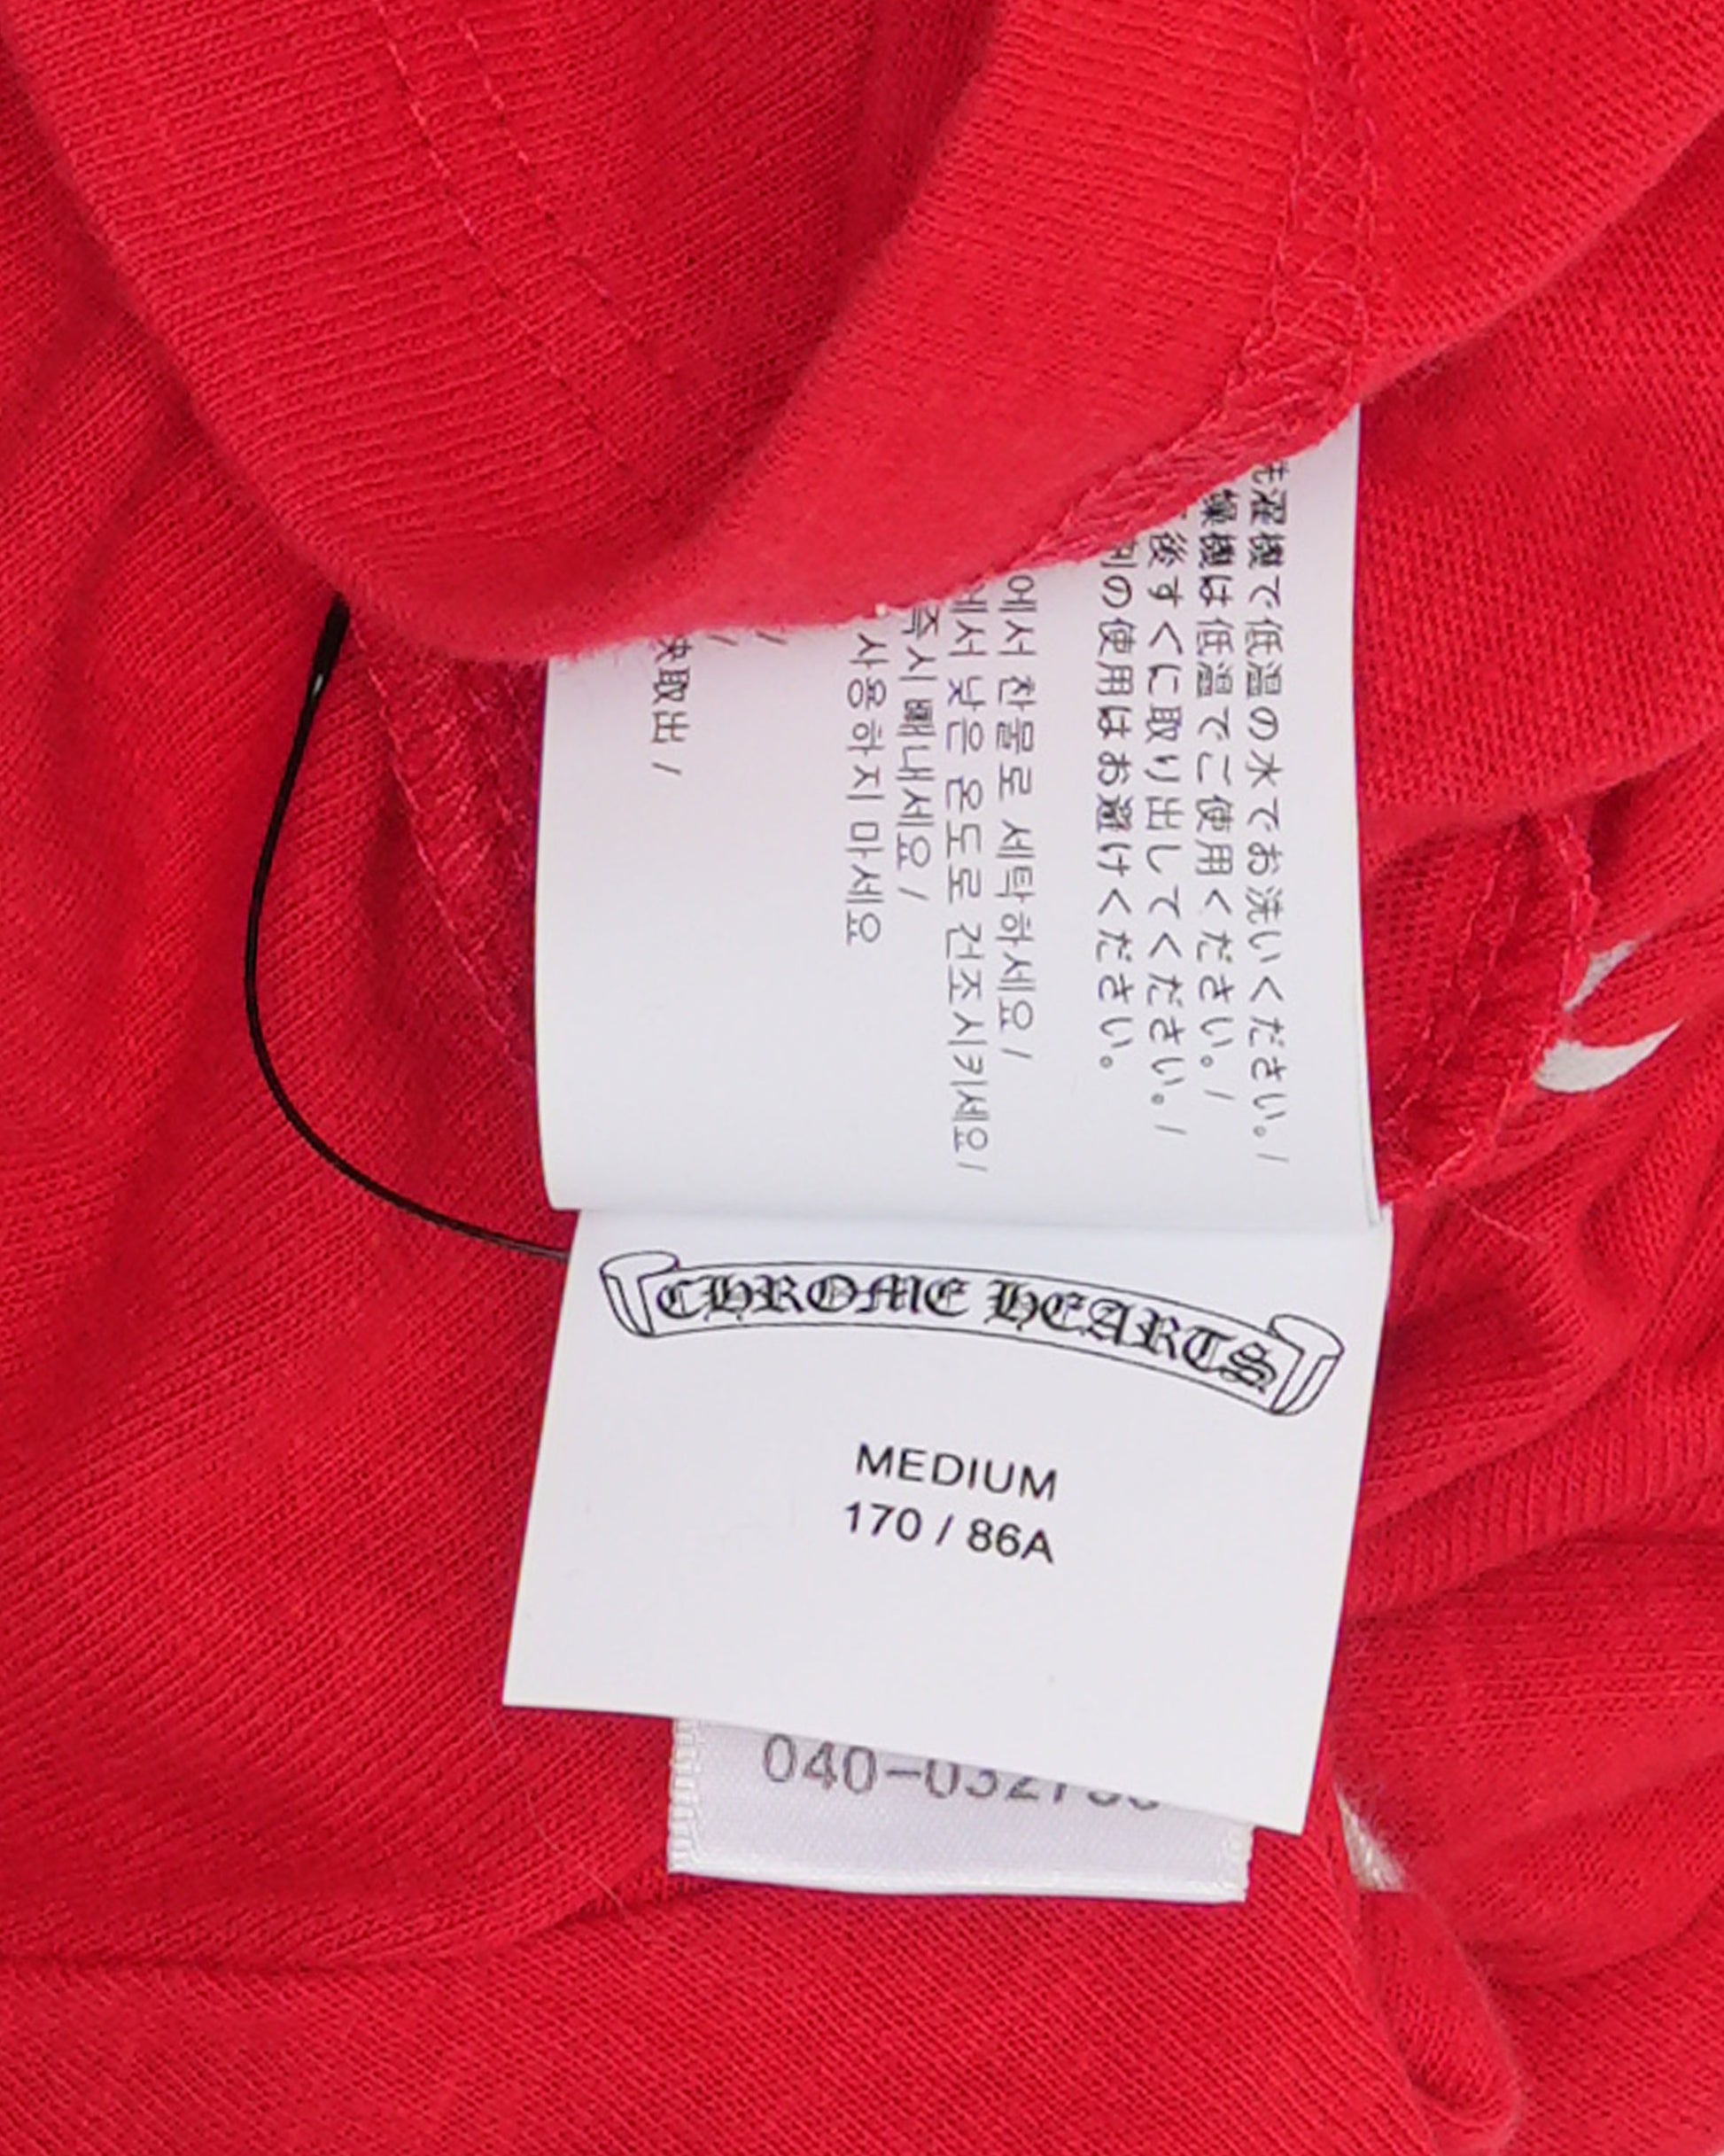 洗濯機で低温の水でお洗いください。/
燥機は低温でご使用ください。/
後すぐに取り出してください。/
剤の使用はお避けください。
에서 찬물로 세탁하세요 /
에서 낮은 온도로 건조시키세요 /
즉시 빼내세요 /
사용하지 마세요
/
/
快取出 /
CHROME HEARTS
MEDIUM
170 / 86A